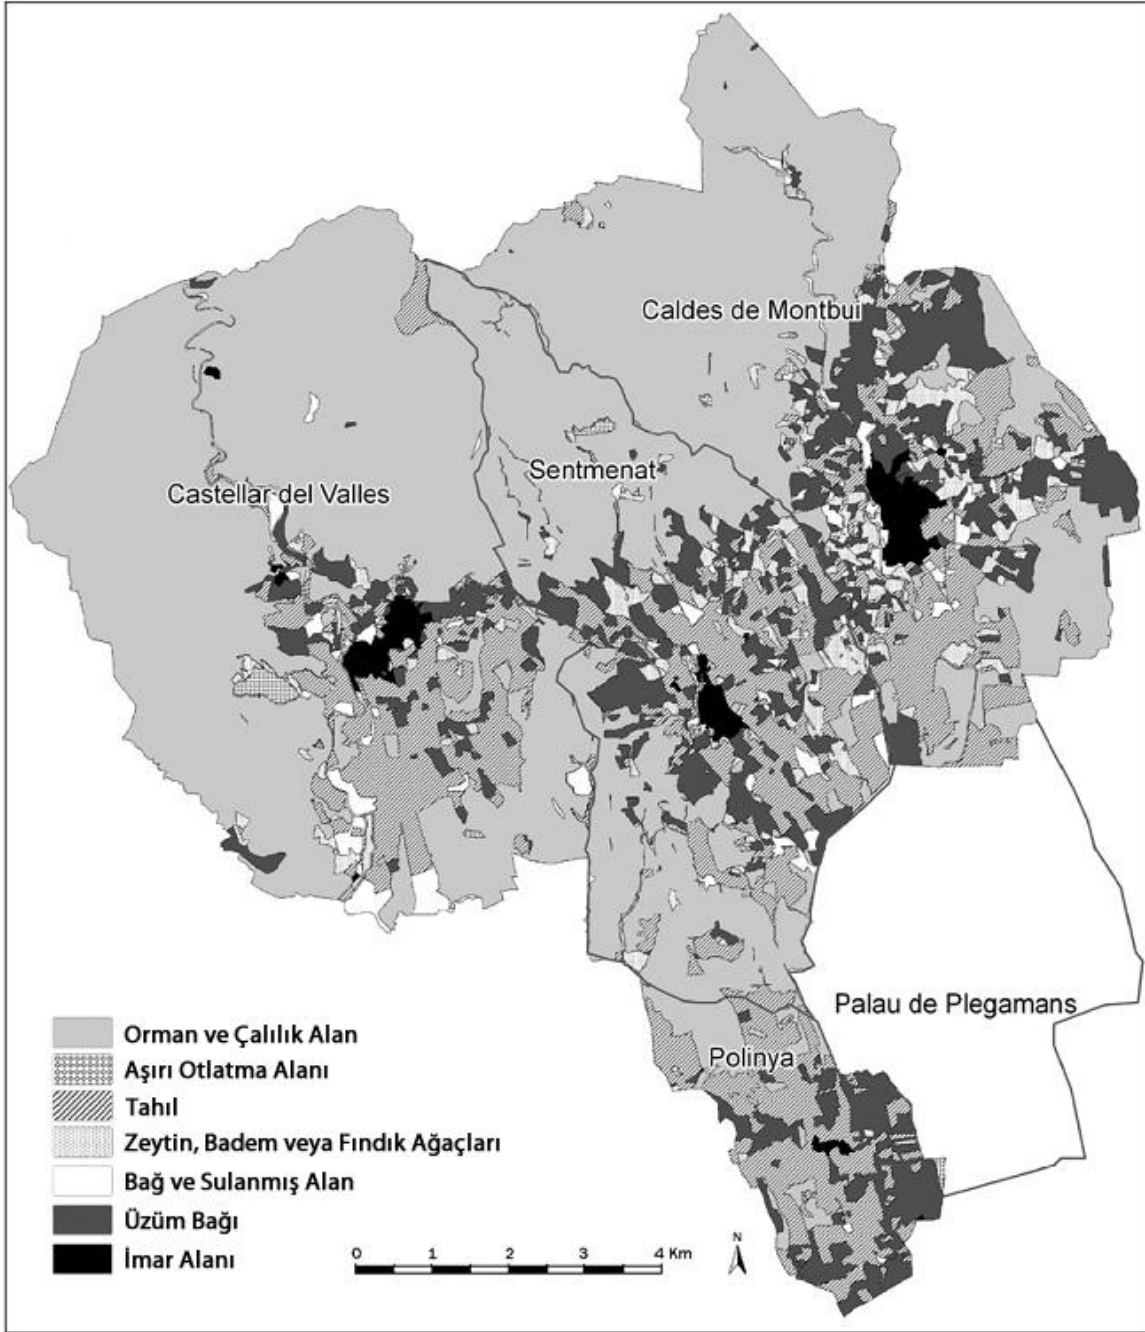 Caldes de Montbui
Sentmenat
Castellar del Valles
Palau de Plegamans
Polinya
Orman ve Çalılık Alan
Aşırı Otlatma Alanı
Tahıl
Zeytin, Badem veya Fındık Ağaçları
Bağ ve Sulanmış Alan
Üzüm Bağı
İmar Alanı
0 1 2 3 4 Km
N